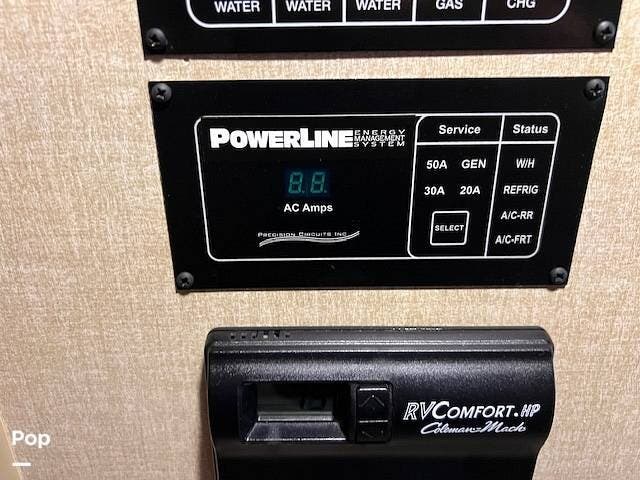 WATER WATER WATER GAS CHG
POWERLINE ENERGY MANAGEMENT SYSTEM
Service Status
50A GEN W/H
30A 20A REFRIG
8.8.
AC Amps
A/C-RR
SELECT
PRECISION CIRCUITS INC
A/C-FRT
RVCOMFORT.HP
Coleman-Mach
Pop